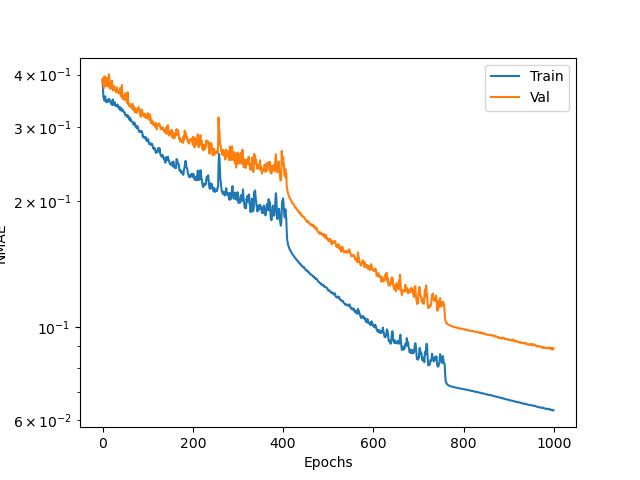 4 × 10⁻¹
3 × 10⁻¹
2 × 10⁻¹
10⁻¹
6 × 10⁻²
NMAE
0 200 400 600 800 1000
Epochs
Train
Val